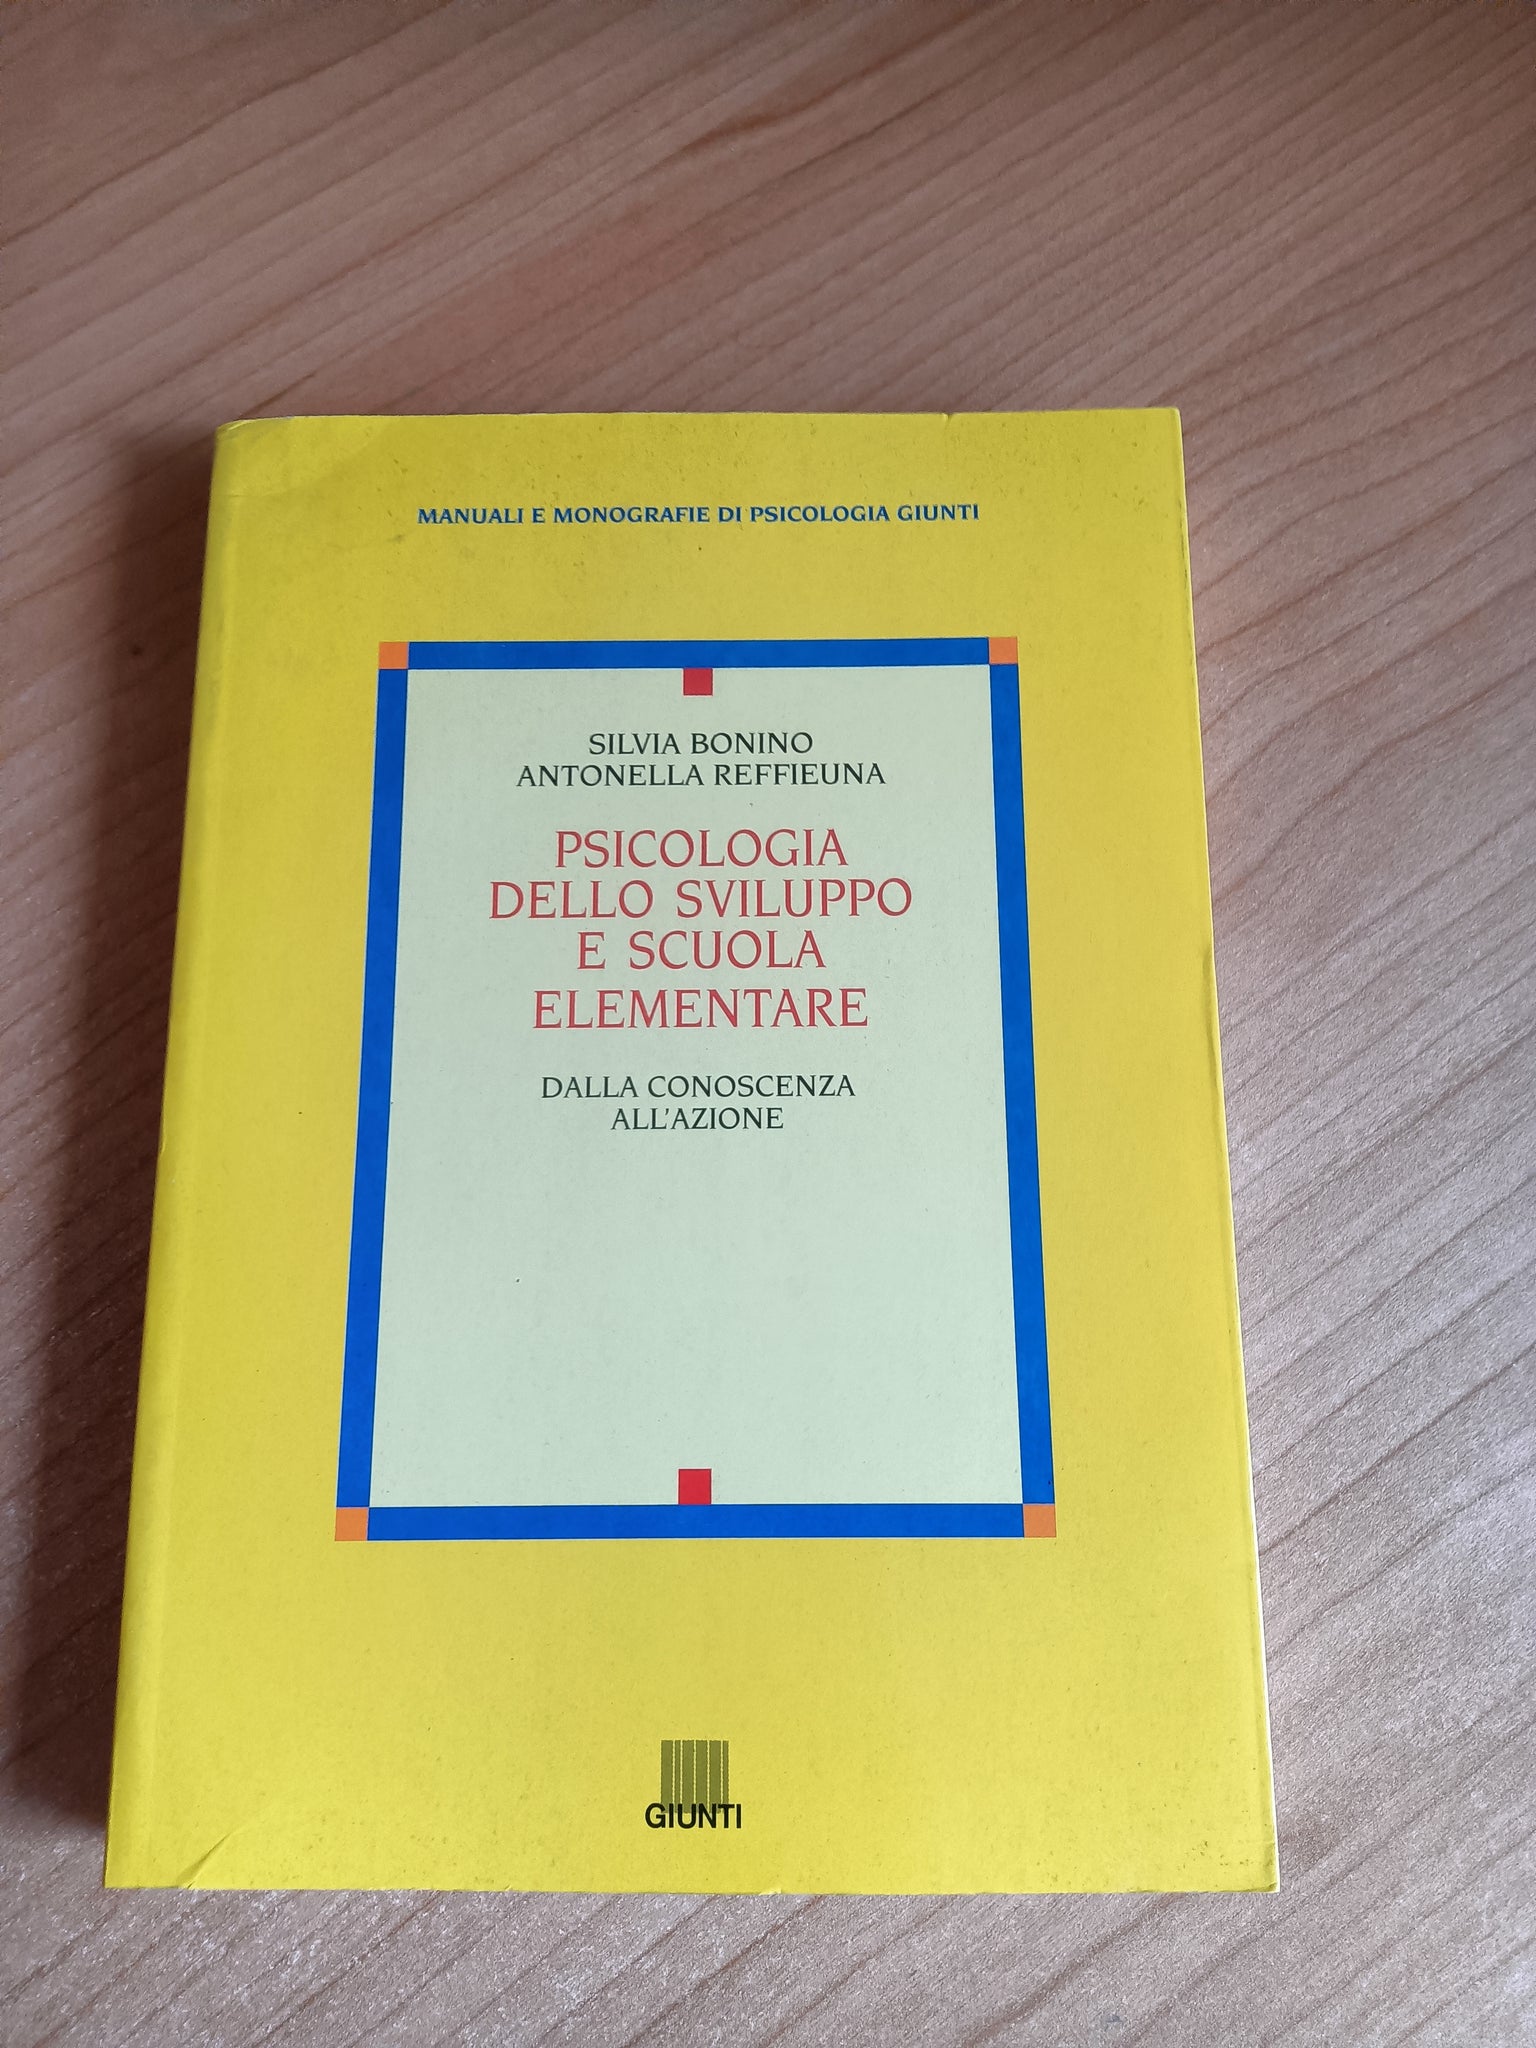 MANUALI E MONOGRAFIE DI PSICOLOGIA GIUNTI
SILVIA BONINO
ANTONELLA REFFIEUNA
PSICOLOGIA
DELLO SVILUPPO
E SCUOLA
ELEMENTARE
DALLA CONOSCENZA
ALL'AZIONE
GIUNTI